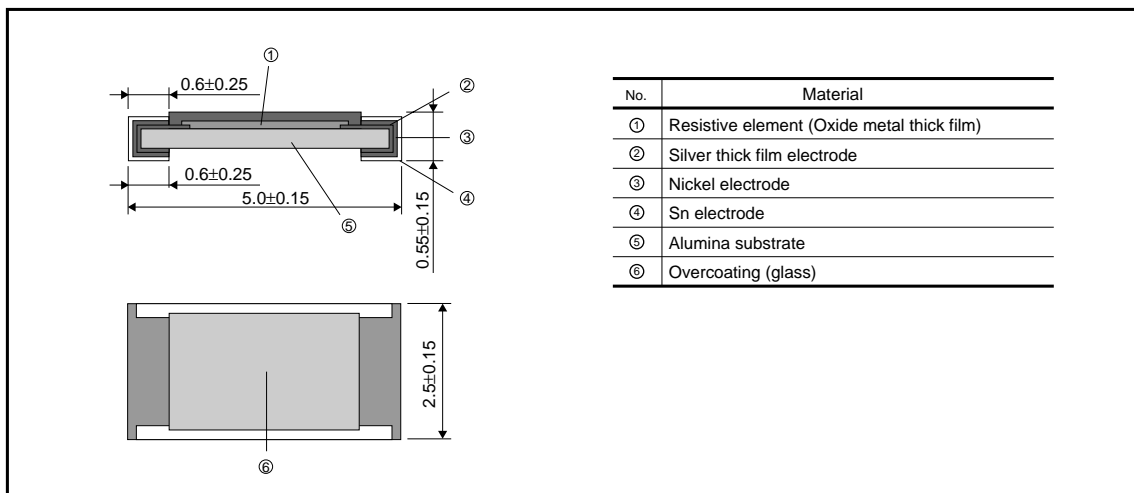 ①
0.6±0.25
②
③
0.6±0.25
④
5.0±0.15
⑤
0.55±0.15
2.5±0.15
⑥
No. Material
① Resistive element (Oxide metal thick film)
② Silver thick film electrode
③ Nickel electrode
④ Sn electrode
⑤ Alumina substrate
⑥ Overcoating (glass)